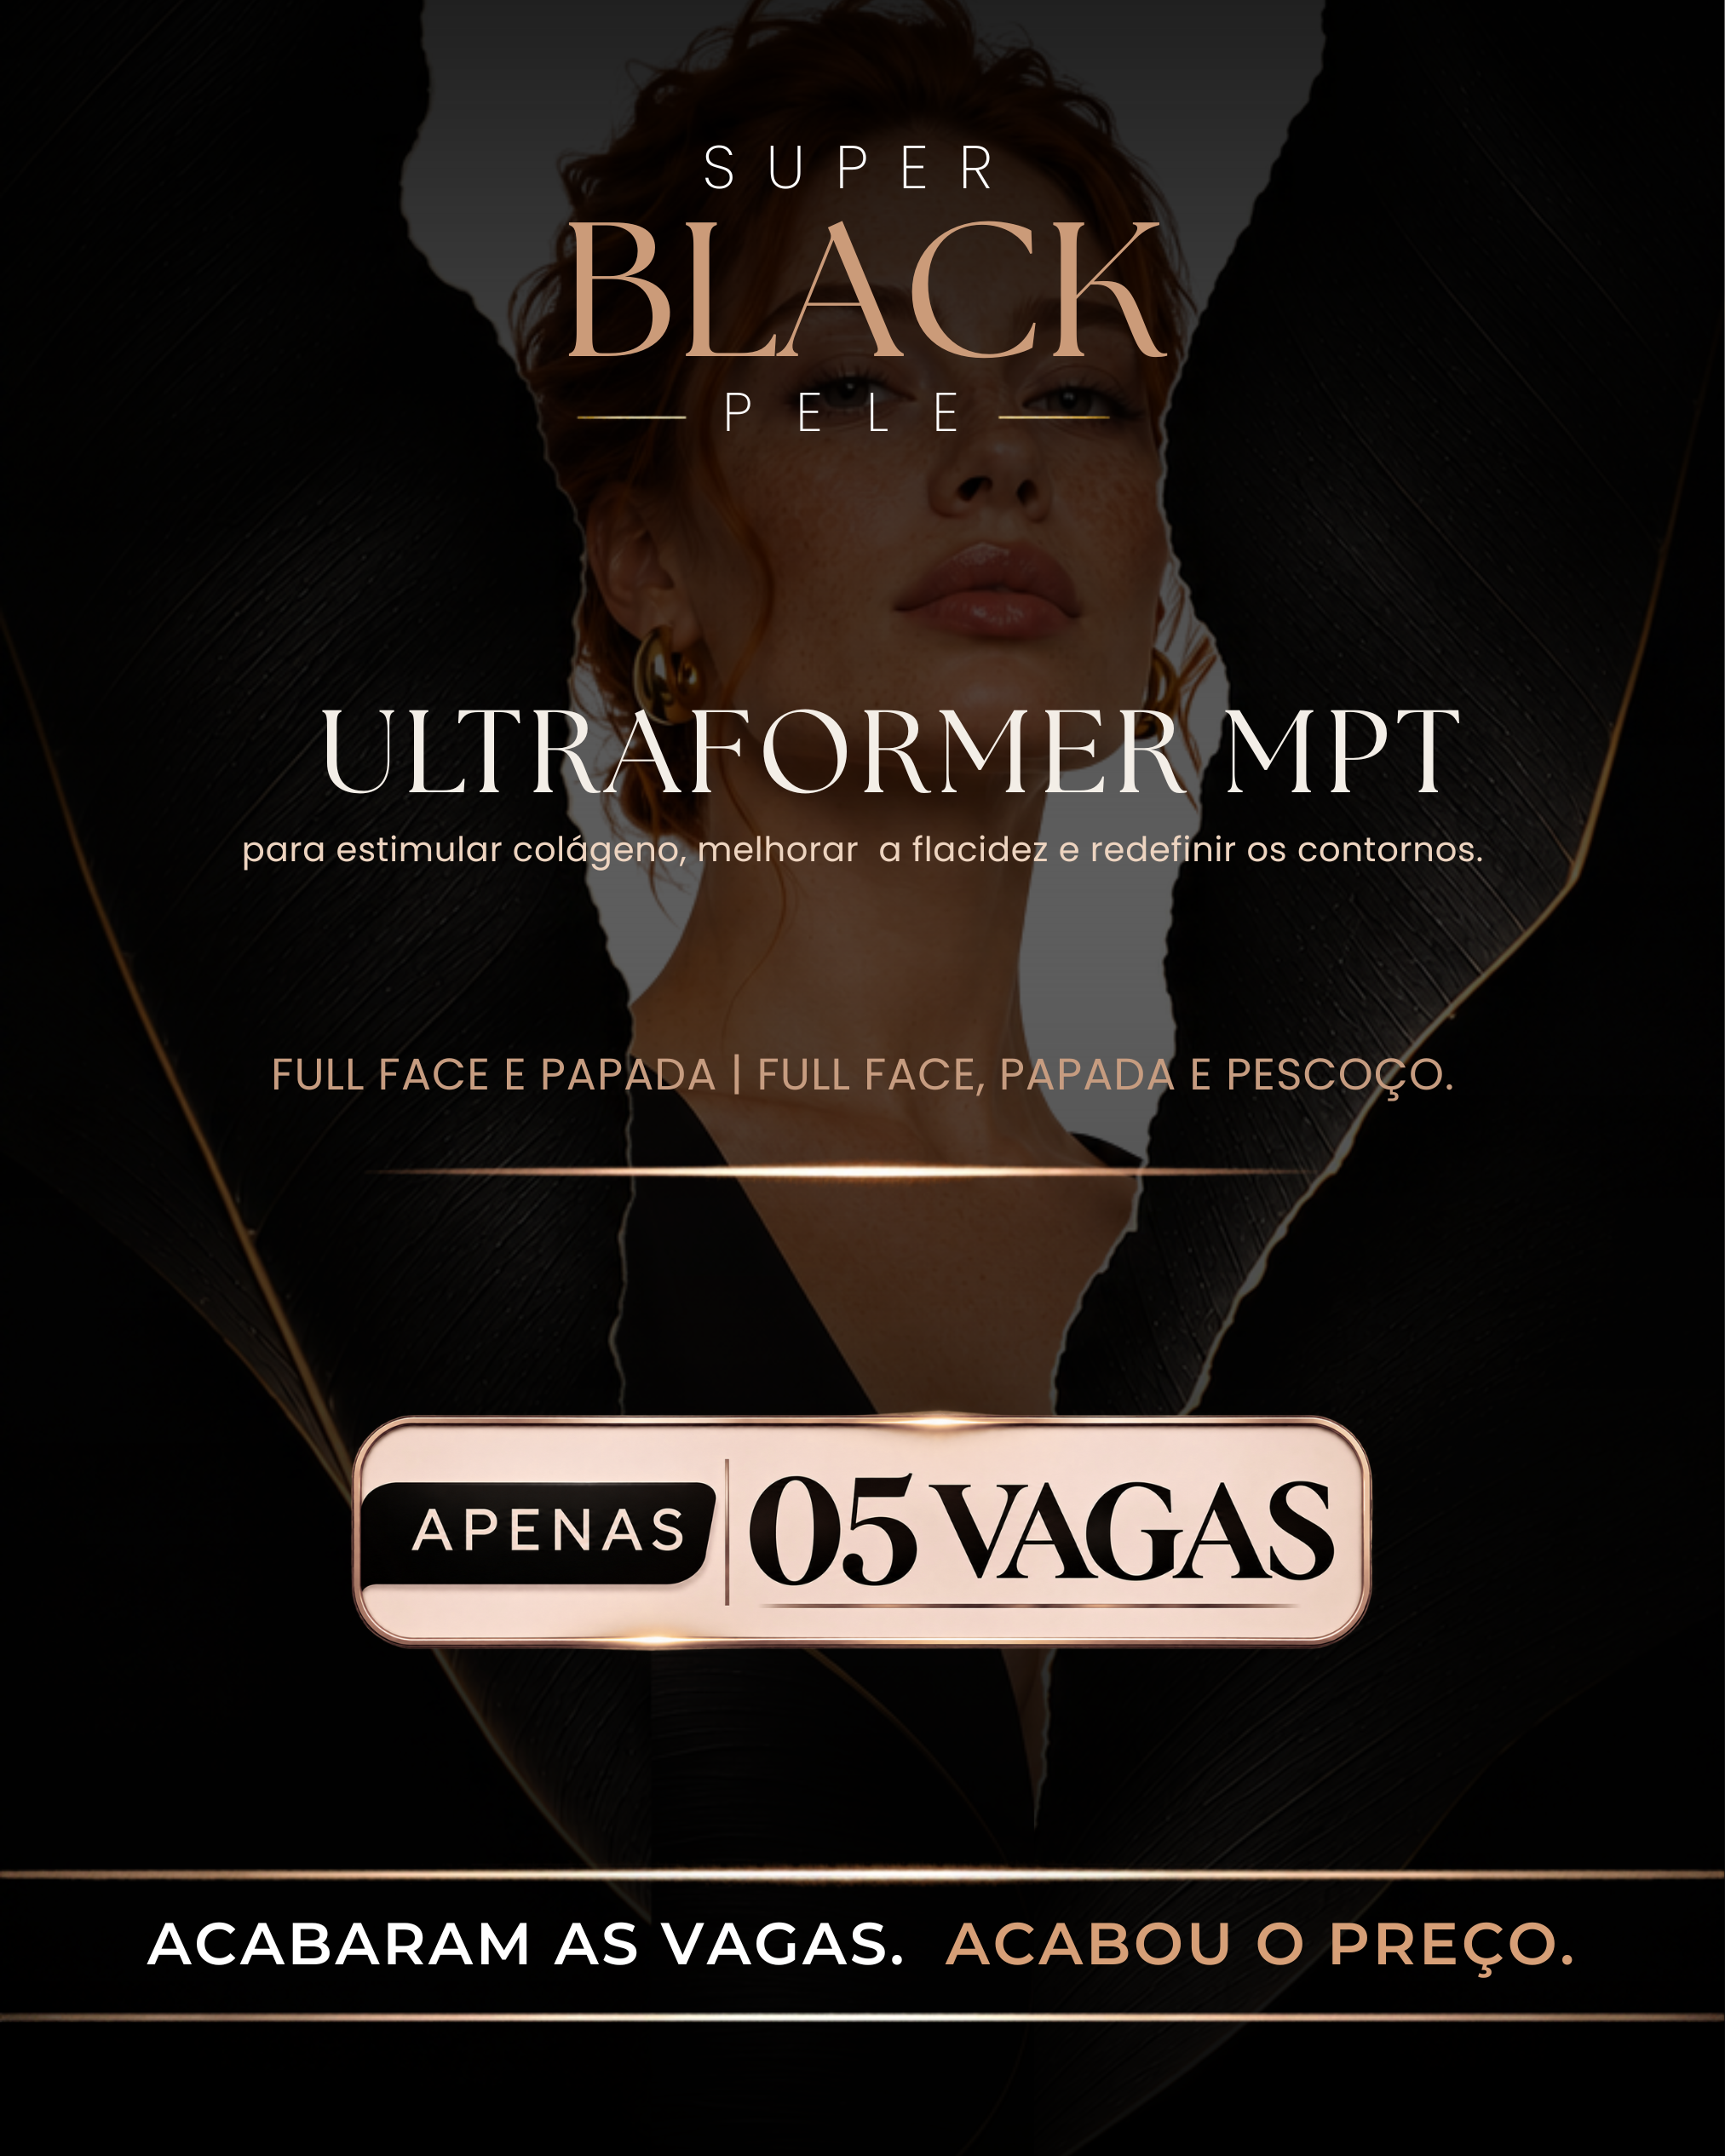 SUPER
BLACK
PELE
ULTRAFORMER MPT
para estimular colágeno, melhorar a flacidez e redefinir os contornos.
FULL FACE E PAPADA | FULL FACE, PAPADA E PESCOÇO.
APENAS 05 VAGAS
ACABARAM AS VAGAS. ACABOU O PREÇO.